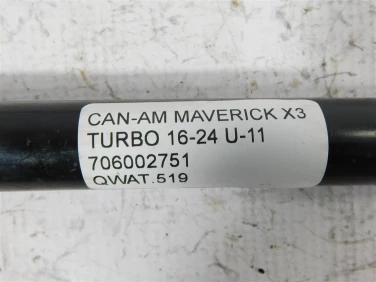 CAN-AM MAVERICK X3
TURBO 16-24 U-11
706002751
QWAT.519